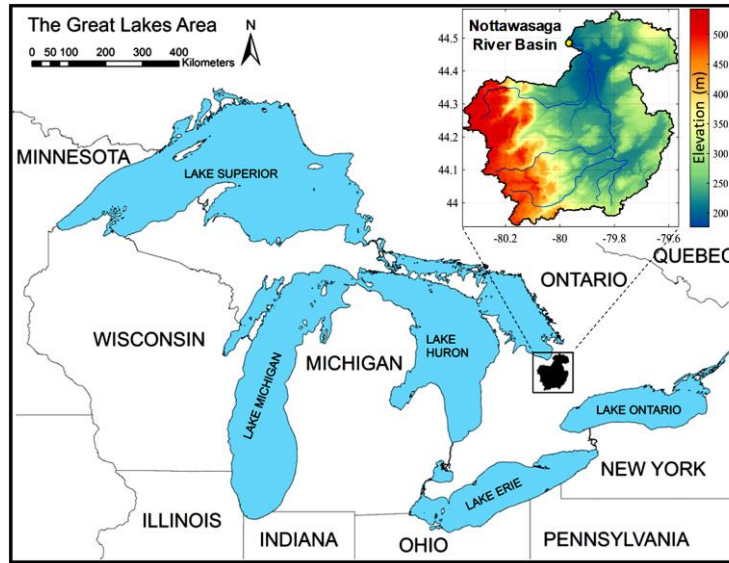 The Great Lakes Area
0 50 100 200 300 400
Kilometers
N
Nottawasaga
River Basin
44.5
44.4
44.3
44.2
44.1
44
-80.2 -80 -79.8 -79.6
500
450
400
350
300
250
200
Elevation (m)
MINNESOTA
LAKE SUPERIOR
QUEBEC
ONTARIO
WISCONSIN
MICHIGAN
LAKE
HURON
LAKE MICHIGAN
LAKE ONTARIO
NEW YORK
LAKE ERIE
ILLINOIS
INDIANA
OHIO
PENNSYLVANIA